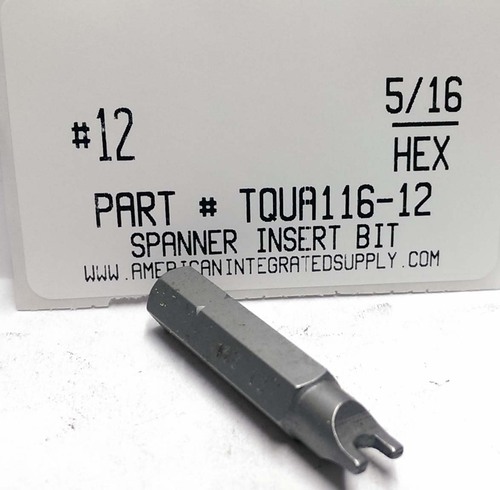 #12
5/16
HEX
PART # TQUA116-12
SPANNER INSERT BIT
WWW.AMERICANINTEGRATEDSUPPLY.COM